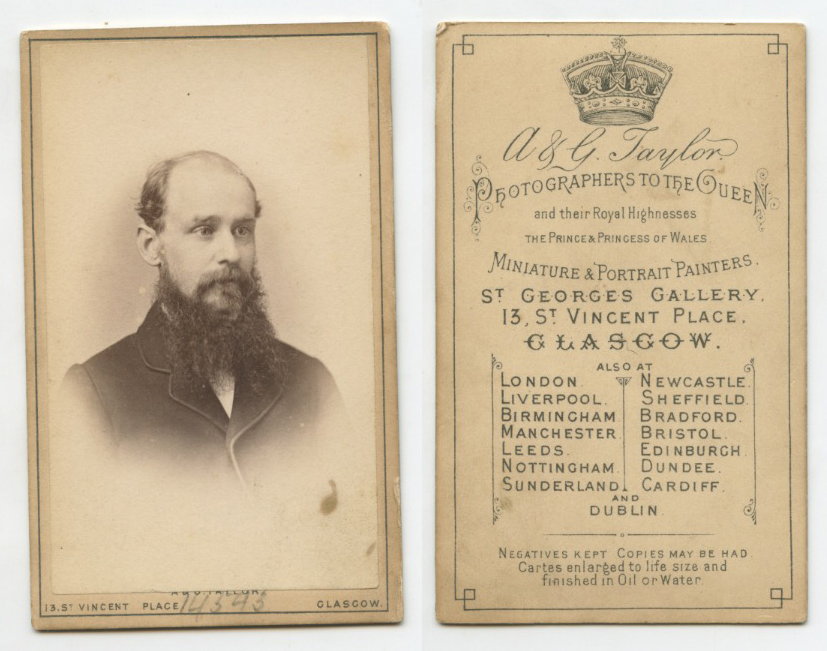 A & G. TAYLOR
13, ST VINCENT PLACE 14343 GLASGOW.
A & G. Taylor
PHOTOGRAPHERS TO THE QUEEN
and their Royal Highnesses
THE PRINCE & PRINCESS OF WALES
MINIATURE & PORTRAIT PAINTERS.
ST GEORGES GALLERY.
13, ST VINCENT PLACE.
GLASGOW.
ALSO AT
LONDON. NEWCASTLE.
LIVERPOOL. SHEFFIELD.
BIRMINGHAM BRADFORD.
MANCHESTER BRISTOL.
LEEDS. EDINBURGH
NOTTINGHAM. DUNDEE.
SUNDERLAND. CARDIFF.
AND
DUBLIN
NEGATIVES KEPT COPIES MAY BE HAD.
Cartes enlarged to life size and
finished in Oil or Water.